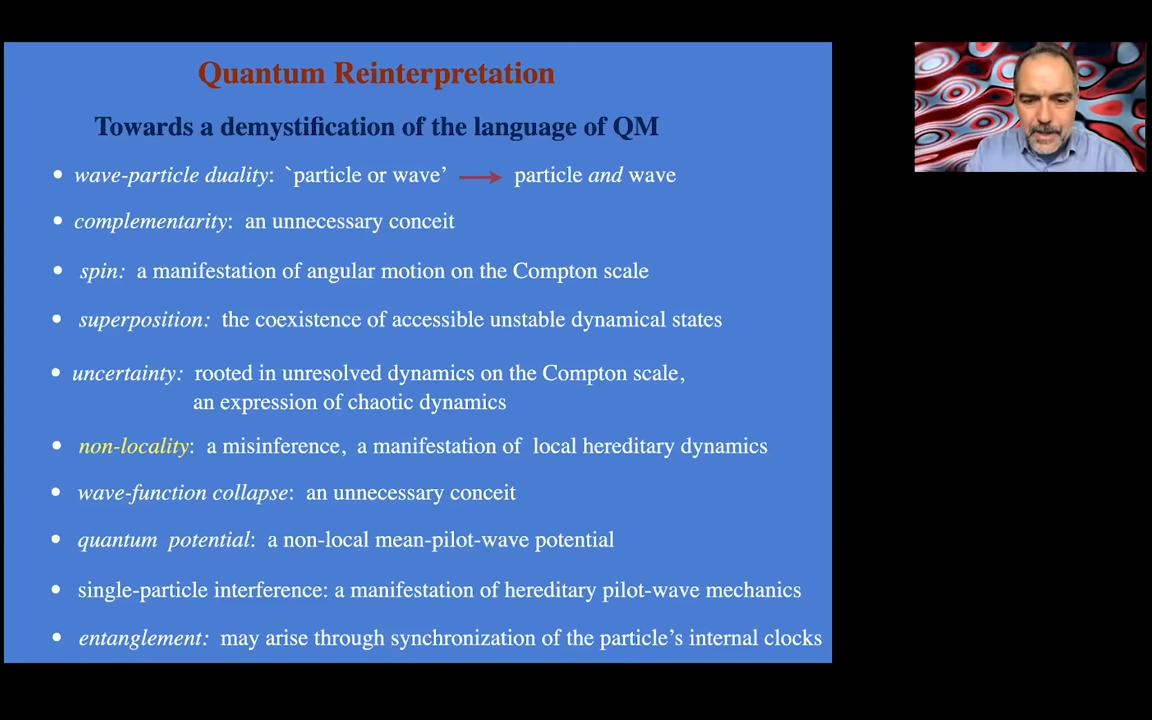 Quantum Reinterpretation
Towards a demystification of the language of QM
• wave-particle duality: `particle or wave’ → particle and wave
• complementarity: an unnecessary conceit
• spin: a manifestation of angular motion on the Compton scale
• superposition: the coexistence of accessible unstable dynamical states
• uncertainty: rooted in unresolved dynamics on the Compton scale,
an expression of chaotic dynamics
• non-locality: a misinference, a manifestation of local hereditary dynamics
• wave-function collapse: an unnecessary conceit
• quantum potential: a non-local mean-pilot-wave potential
• single-particle interference: a manifestation of hereditary pilot-wave mechanics
• entanglement: may arise through synchronization of the particle’s internal clocks